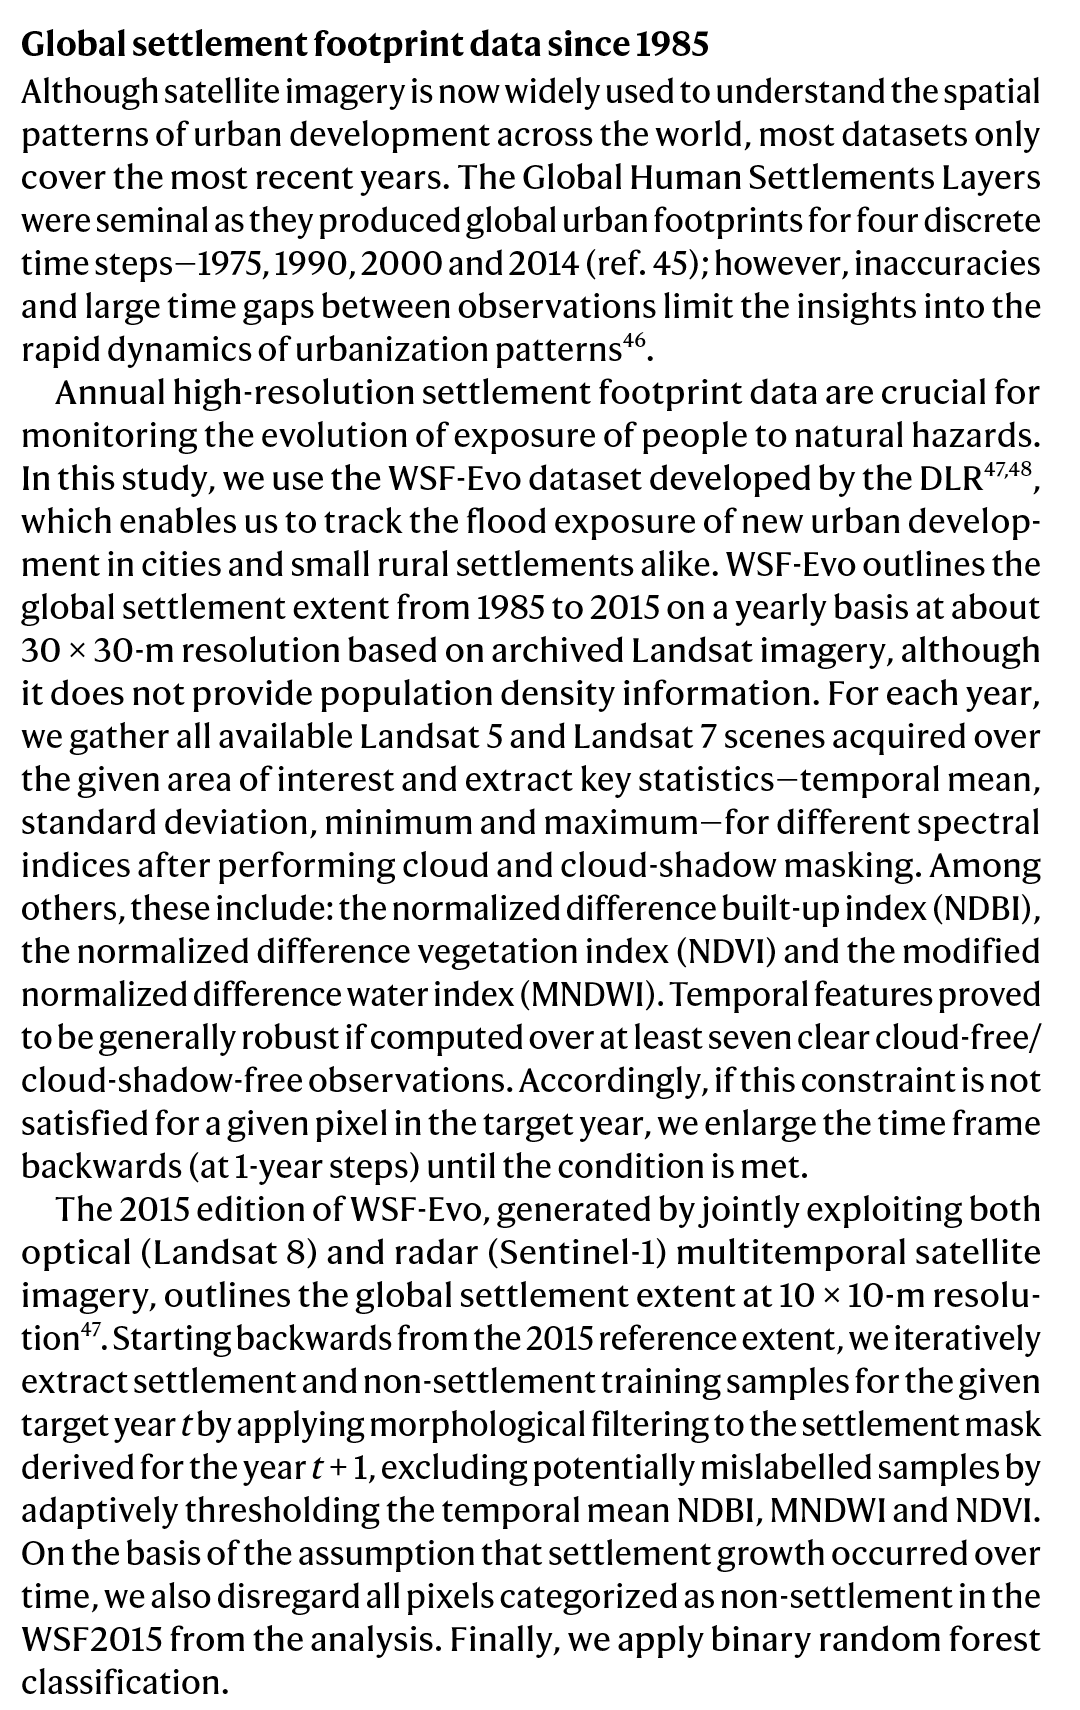 Global settlement footprint data since 1985
Although satellite imagery is now widely used to understand the spatial
patterns of urban development across the world, most datasets only
cover the most recent years. The Global Human Settlements Layers
were seminal as they produced global urban footprints for four discrete
time steps—1975, 1990, 2000 and 2014 (ref. 45); however, inaccuracies
and large time gaps between observations limit the insights into the
rapid dynamics of urbanization patterns46.
Annual high-resolution settlement footprint data are crucial for
monitoring the evolution of exposure of people to natural hazards.
In this study, we use the WSF-Evo dataset developed by the DLR47,48,
which enables us to track the flood exposure of new urban develop-
ment in cities and small rural settlements alike. WSF-Evo outlines the
global settlement extent from 1985 to 2015 on a yearly basis at about
30 × 30-m resolution based on archived Landsat imagery, although
it does not provide population density information. For each year,
we gather all available Landsat 5 and Landsat 7 scenes acquired over
the given area of interest and extract key statistics—temporal mean,
standard deviation, minimum and maximum—for different spectral
indices after performing cloud and cloud-shadow masking. Among
others, these include: the normalized difference built-up index (NDBI),
the normalized difference vegetation index (NDVI) and the modified
normalized difference water index (MNDWI). Temporal features proved
to be generally robust if computed over at least seven clear cloud-free/
cloud-shadow-free observations. Accordingly, if this constraint is not
satisfied for a given pixel in the target year, we enlarge the time frame
backwards (at 1-year steps) until the condition is met.
The 2015 edition of WSF-Evo, generated by jointly exploiting both
optical (Landsat 8) and radar (Sentinel-1) multitemporal satellite
imagery, outlines the global settlement extent at 10 × 10-m resolu-
tion47. Starting backwards from the 2015 reference extent, we iteratively
extract settlement and non-settlement training samples for the given
target year t by applying morphological filtering to the settlement mask
derived for the year t + 1, excluding potentially mislabelled samples by
adaptively thresholding the temporal mean NDBI, MNDWI and NDVI.
On the basis of the assumption that settlement growth occurred over
time, we also disregard all pixels categorized as non-settlement in the
WSF2015 from the analysis. Finally, we apply binary random forest
classification.